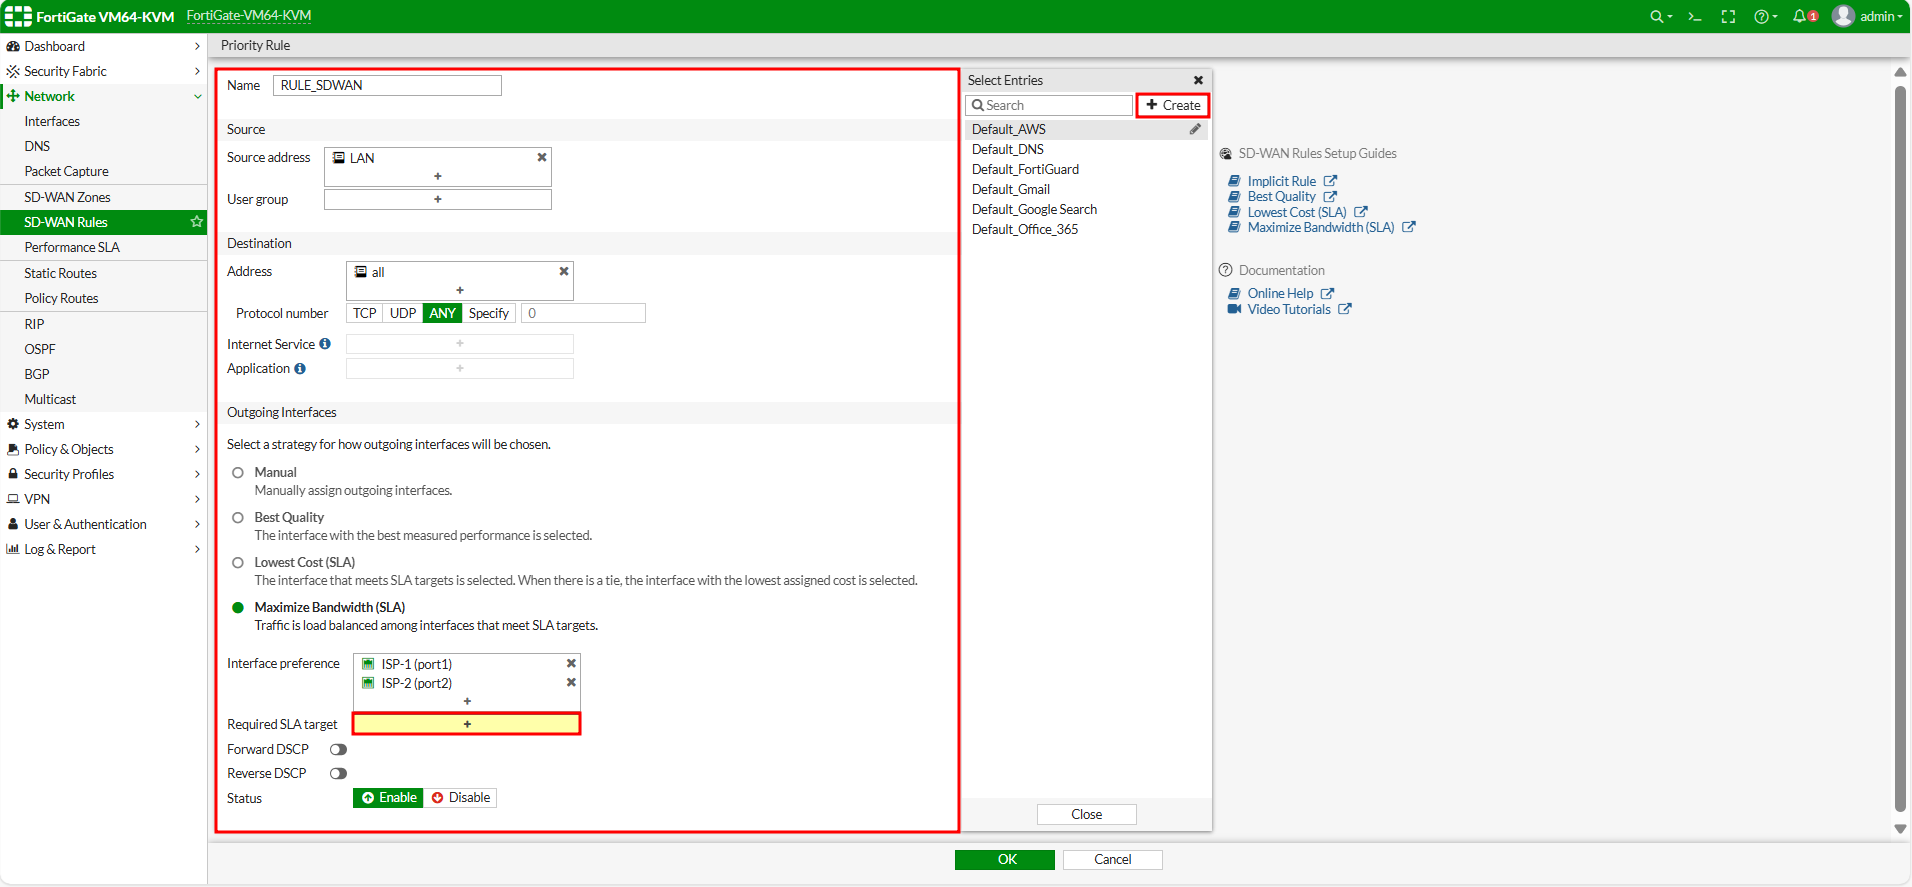 FortiGate VM64-KVM FortiGate-VM64-KVM 1 admin
Dashboard
Security Fabric
Network
Interfaces
DNS
Packet Capture
SD-WAN Zones
SD-WAN Rules
Performance SLA
Static Routes
Policy Routes
RIP
OSPF
BGP
Multicast
System
Policy & Objects
Security Profiles
VPN
User & Authentication
Log & Report
Priority Rule
Name RULE_SDWAN
Source
Source address LAN
+
User group +
Destination
Address all
+
Protocol number TCP UDP ANY Specify 0
Internet Service +
Application +
Outgoing Interfaces
Select a strategy for how outgoing interfaces will be chosen.
Manual
Manually assign outgoing interfaces.
Best Quality
The interface with the best measured performance is selected.
Lowest Cost (SLA)
The interface that meets SLA targets is selected. When there is a tie, the interface with the lowest assigned cost is selected.
Maximize Bandwidth (SLA)
Traffic is load balanced among interfaces that meet SLA targets.
Interface preference ISP-1 (port1)
ISP-2 (port2)
+
Required SLA target +
Forward DSCP
Reverse DSCP
Status Enable Disable
Select Entries
Search + Create
Default_AWS
Default_DNS
Default_FortiGuard
Default_Gmail
Default_Google Search
Default_Office_365
Close
SD-WAN Rules Setup Guides
Implicit Rule
Best Quality
Lowest Cost (SLA)
Maximize Bandwidth (SLA)
Documentation
Online Help
Video Tutorials
OK Cancel